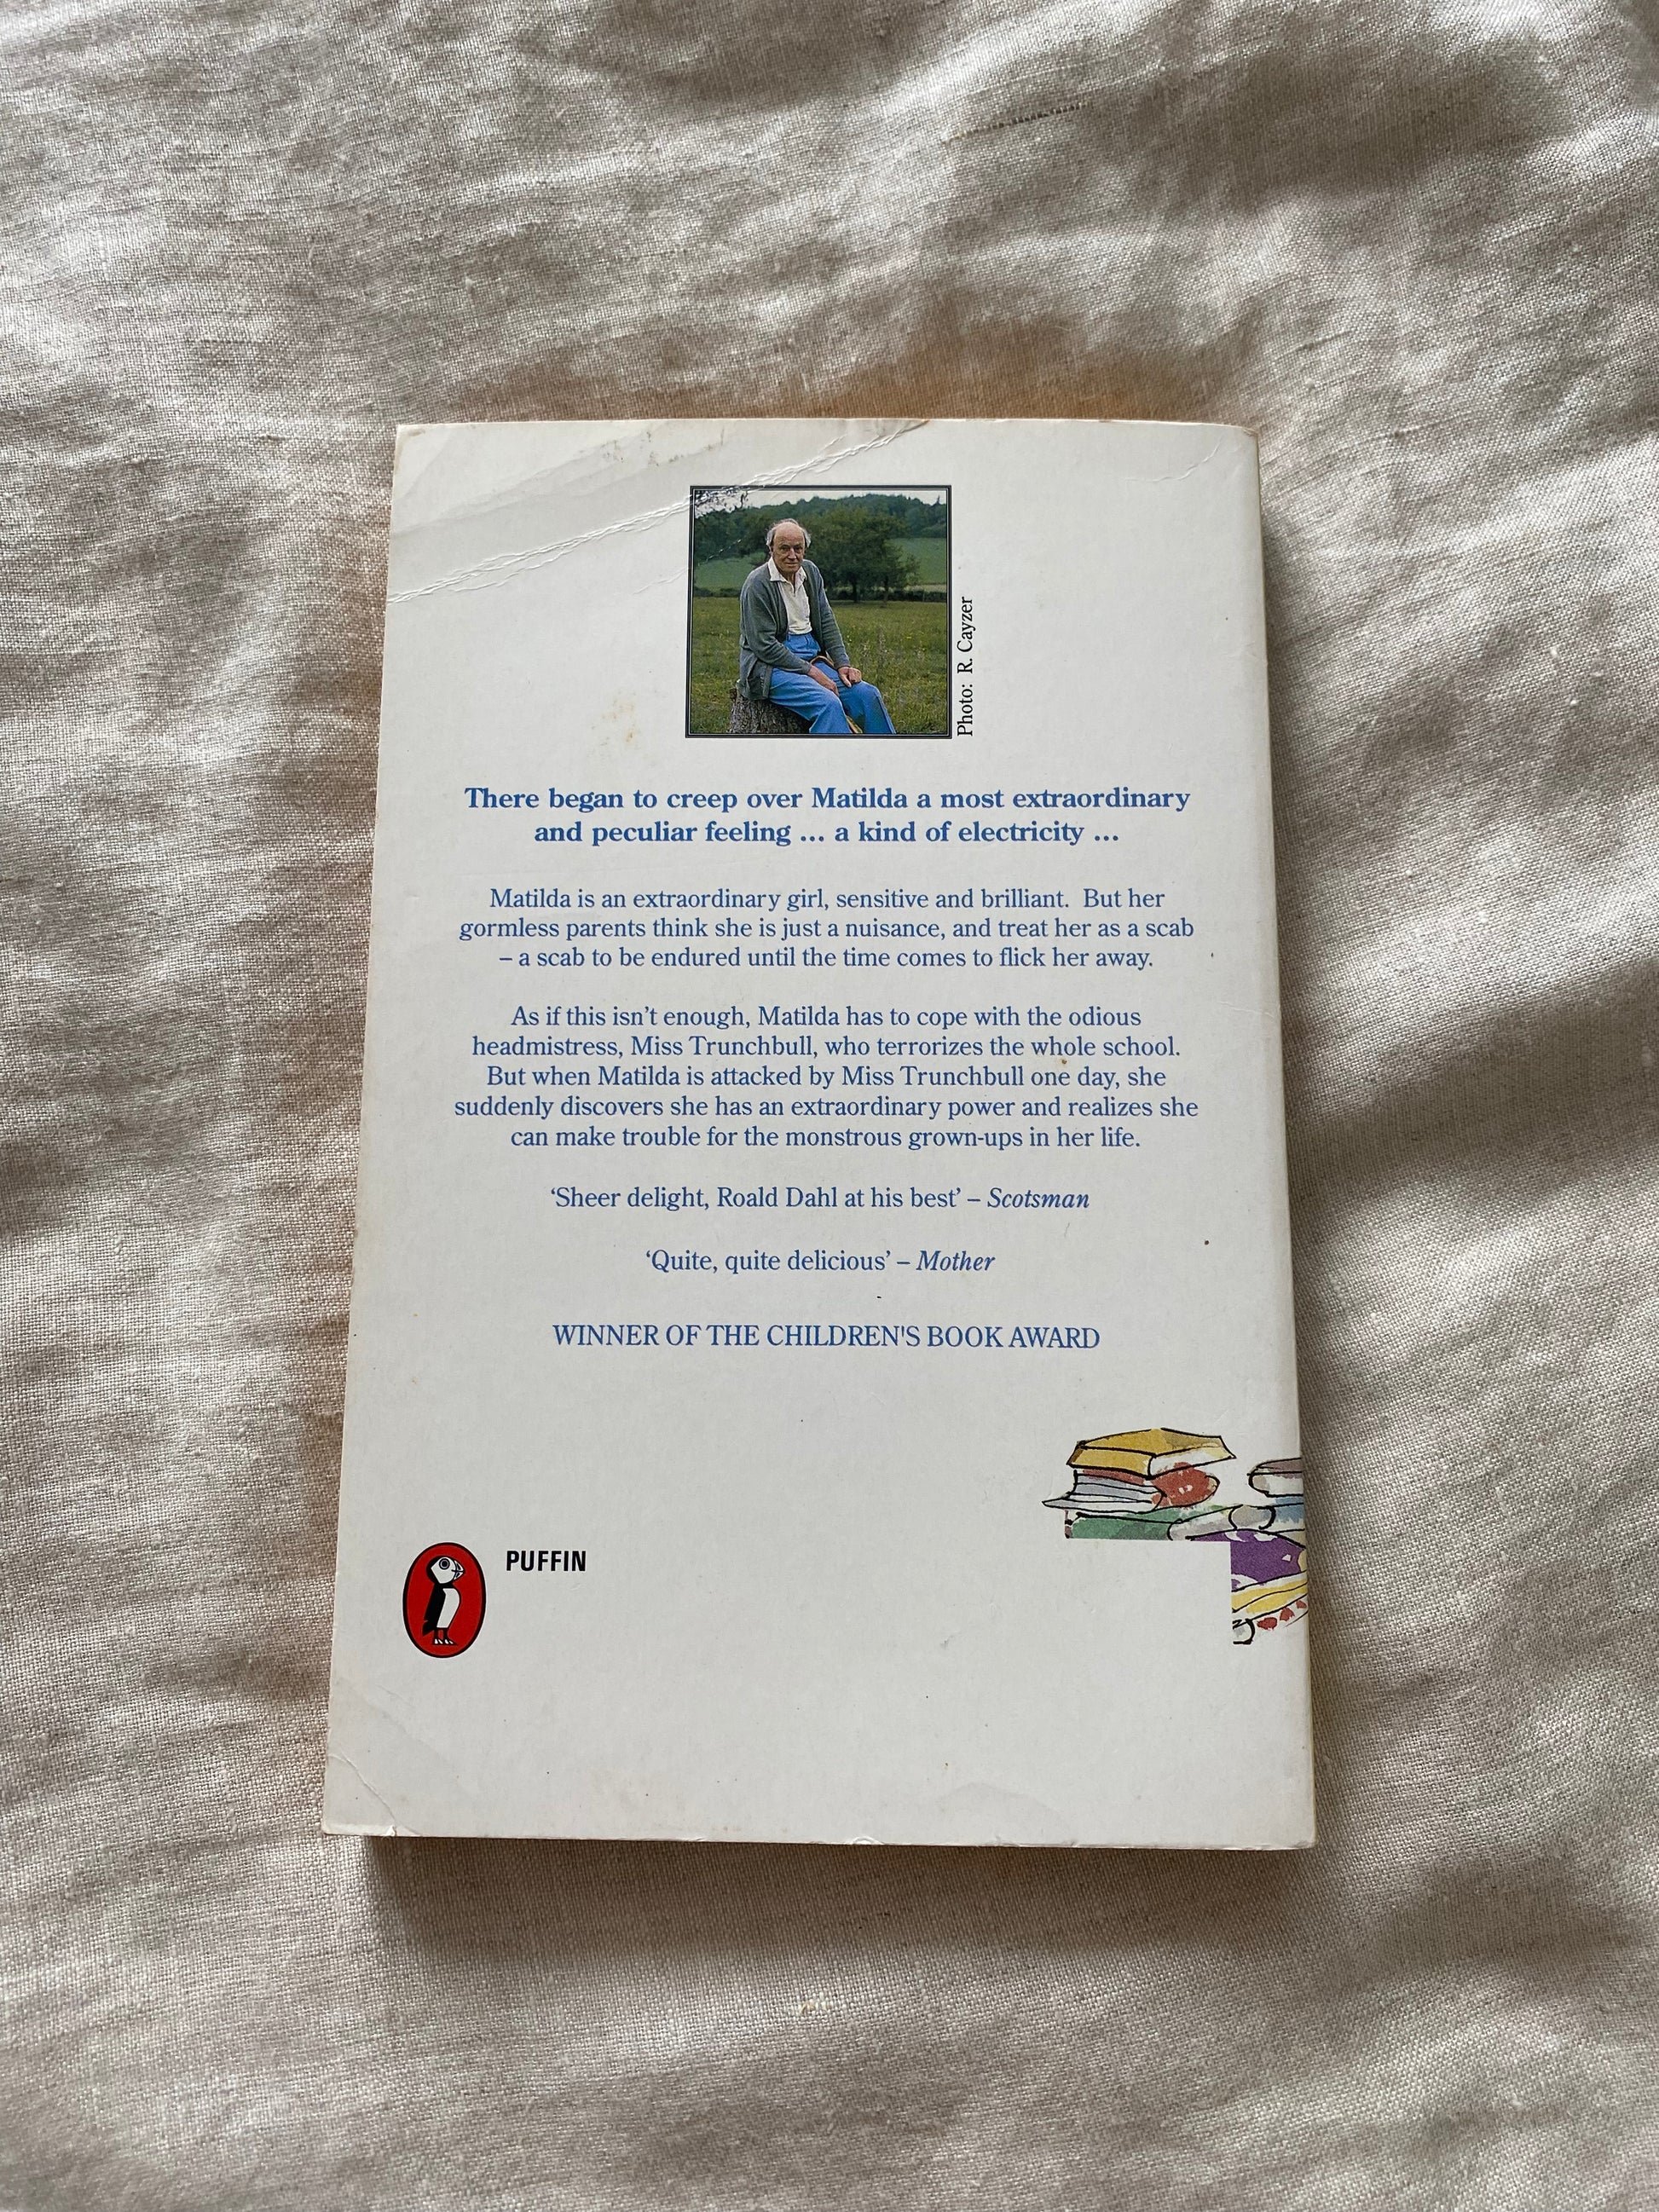 Photo: R. Cayzer
There began to creep over Matilda a most extraordinary
and peculiar feeling ... a kind of electricity ...
Matilda is an extraordinary girl, sensitive and brilliant. But her
gormless parents think she is just a nuisance, and treat her as a scab
– a scab to be endured until the time comes to flick her away.
As if this isn’t enough, Matilda has to cope with the odious
headmistress, Miss Trunchbull, who terrorizes the whole school.
But when Matilda is attacked by Miss Trunchbull one day, she
suddenly discovers she has an extraordinary power and realizes she
can make trouble for the monstrous grown-ups in her life.
‘Sheer delight, Roald Dahl at his best’ – Scotsman
‘Quite, quite delicious’ – Mother
WINNER OF THE CHILDREN'S BOOK AWARD
PUFFIN